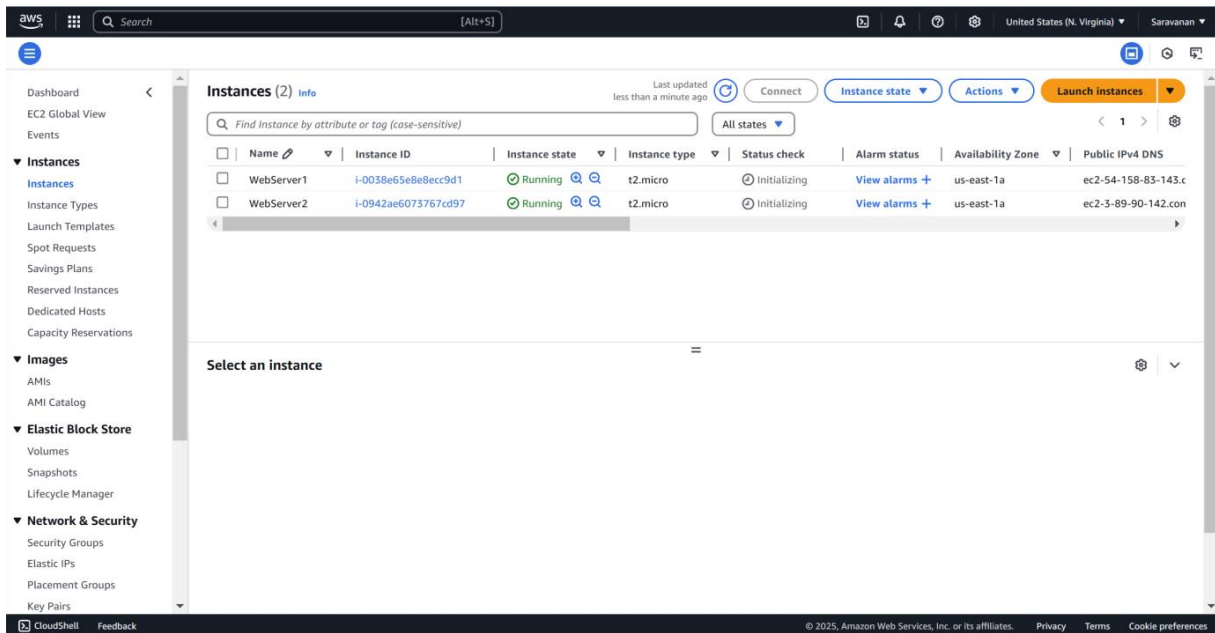 aws Search [Alt+S] United States (N. Virginia) Saravanan
Dashboard
EC2 Global View
Events
Instances
Instances
Instance Types
Launch Templates
Spot Requests
Savings Plans
Reserved Instances
Dedicated Hosts
Capacity Reservations
Images
AMIs
AMI Catalog
Elastic Block Store
Volumes
Snapshots
Lifecycle Manager
Network & Security
Security Groups
Elastic IPs
Placement Groups
Key Pairs
Instances (2) Info
Last updated
less than a minute ago
Connect Instance state Actions Launch instances
Find Instance by attribute or tag (case-sensitive) All states 1
Name Instance ID Instance state Instance type Status check Alarm status Availability Zone Public IPv4 DNS
WebServer1 i-0038e65e8e8ecc9d1 Running t2.micro Initializing View alarms + us-east-1a ec2-54-158-83-143.c
WebServer2 i-0942ae6073767cd97 Running t2.micro Initializing View alarms + us-east-1a ec2-3-89-90-142.con
Select an instance
CloudShell Feedback © 2025, Amazon Web Services, Inc. or its affiliates. Privacy Terms Cookie preferences